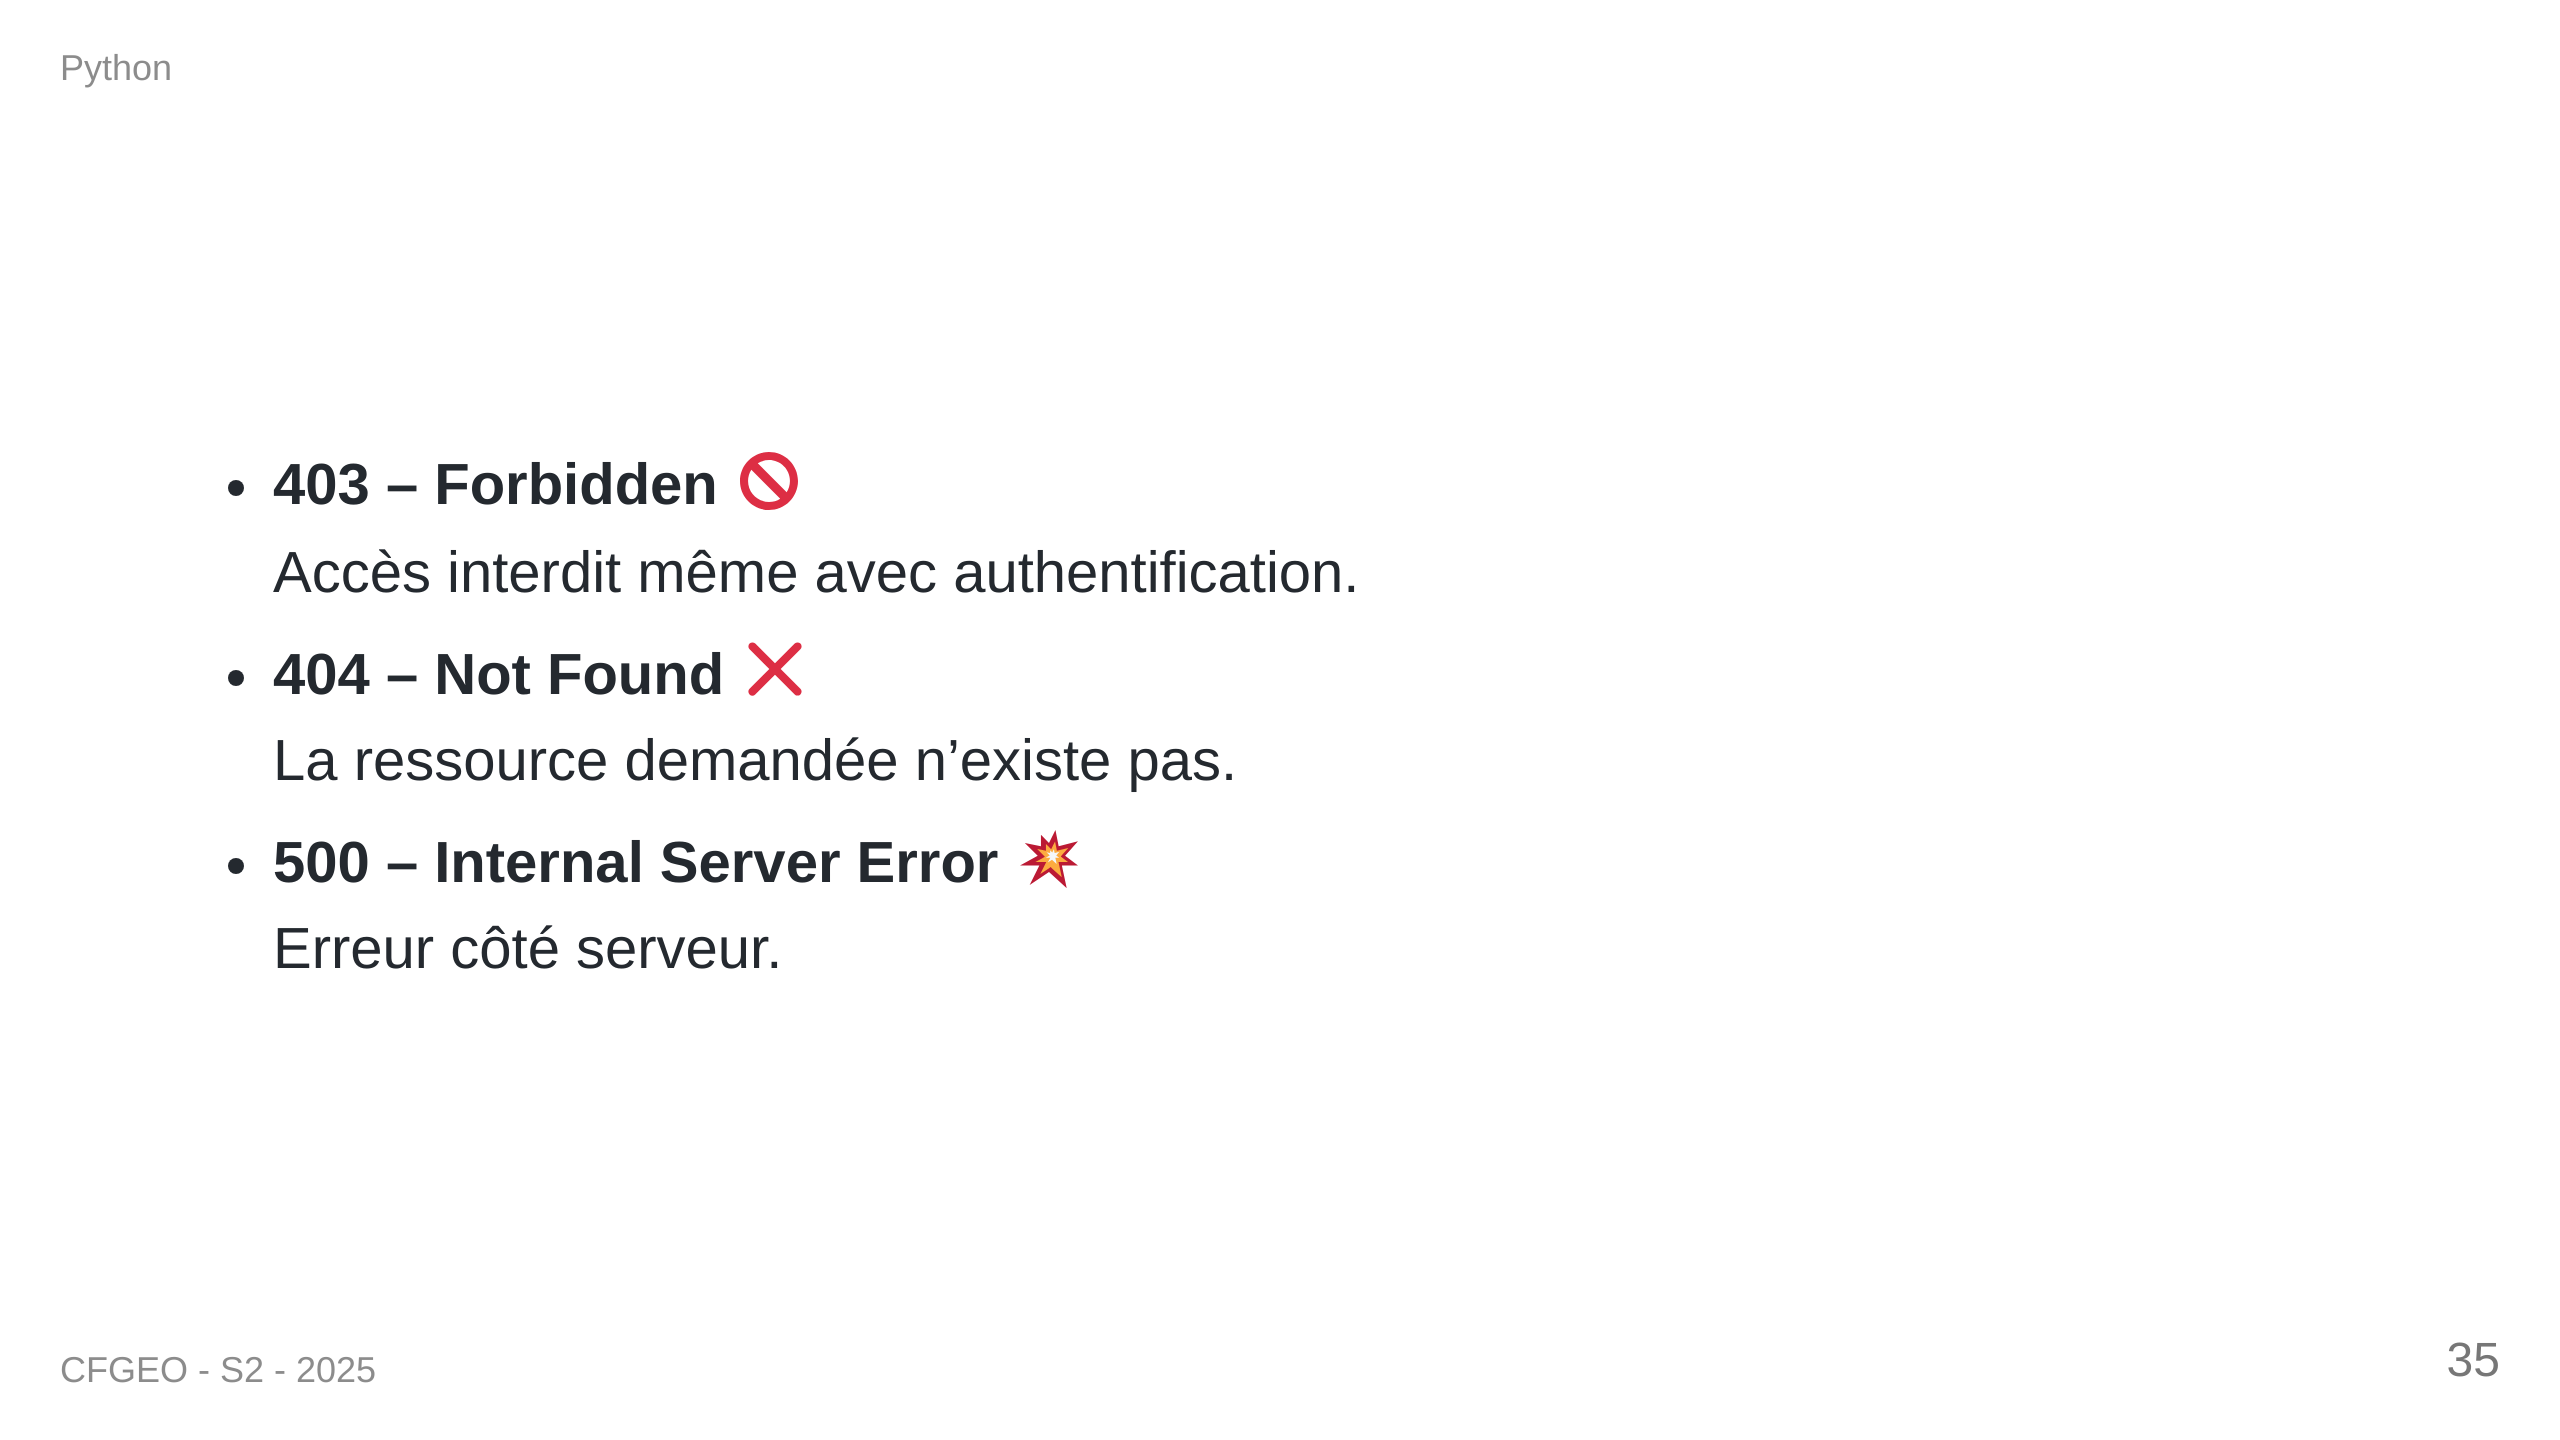 Python
• 403 – Forbidden 🚫
Accès interdit même avec authentification.
• 404 – Not Found ❌
La ressource demandée n’existe pas.
• 500 – Internal Server Error 💥
Erreur côté serveur.
CFGEO - S2 - 2025
35